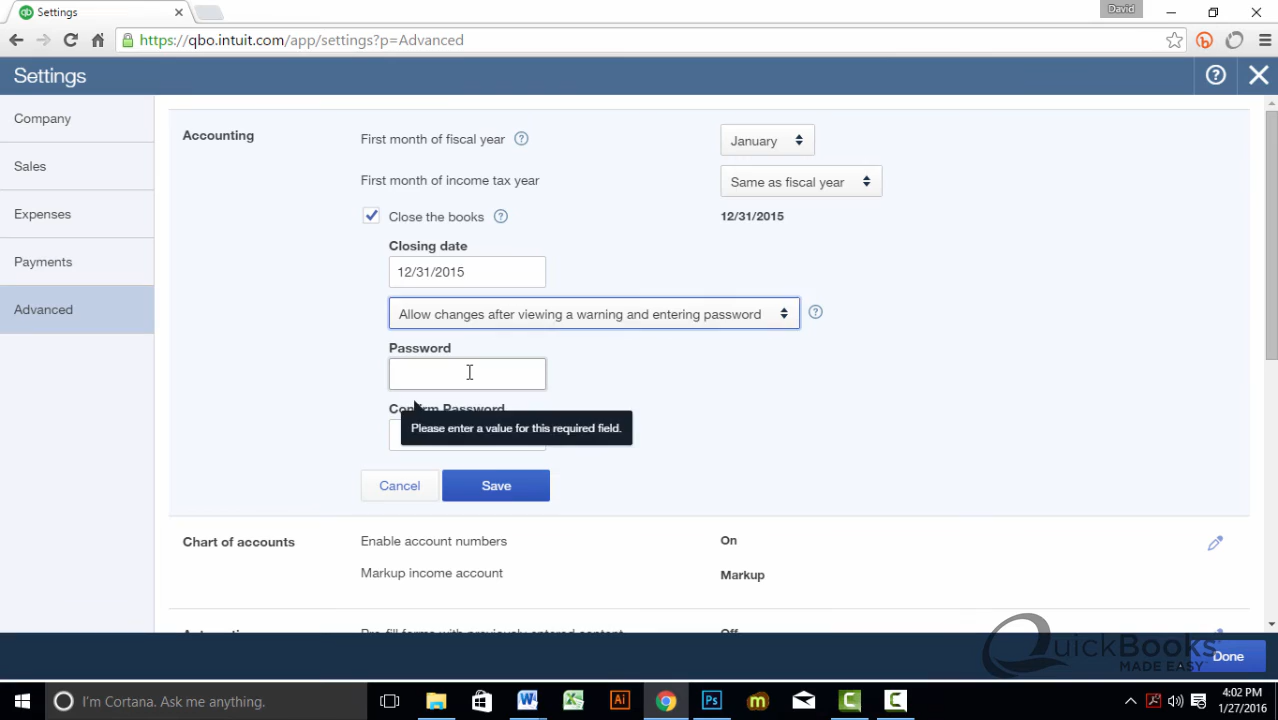 Settings
David
https://qbo.intuit.com/app/settings?p=Advanced
Settings
Company
Sales
Expenses
Payments
Advanced
Accounting
First month of fiscal year ?
January
First month of income tax year
Same as fiscal year
Close the books ?
12/31/2015
Closing date
12/31/2015
Allow changes after viewing a warning and entering password ?
Password
Confirm Password
Please enter a value for this required field.
Cancel
Save
Chart of accounts
Enable account numbers
On
Markup income account
Markup
Pre-fill forms with previously entered content
Off
QuickBooks
MADE EASY
Done
I'm Cortana. Ask me anything.
4:02 PM
1/27/2016